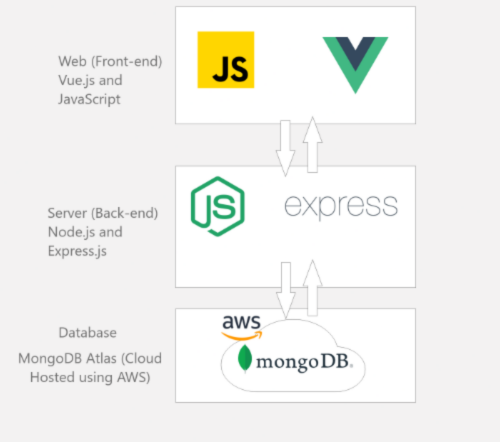 Web (Front-end)
Vue.js and
JavaScript
JS
Server (Back-end)
Node.js and
Express.js
JS
express
Database
MongoDB Atlas (Cloud
Hosted using AWS)
aws
mongoDB.